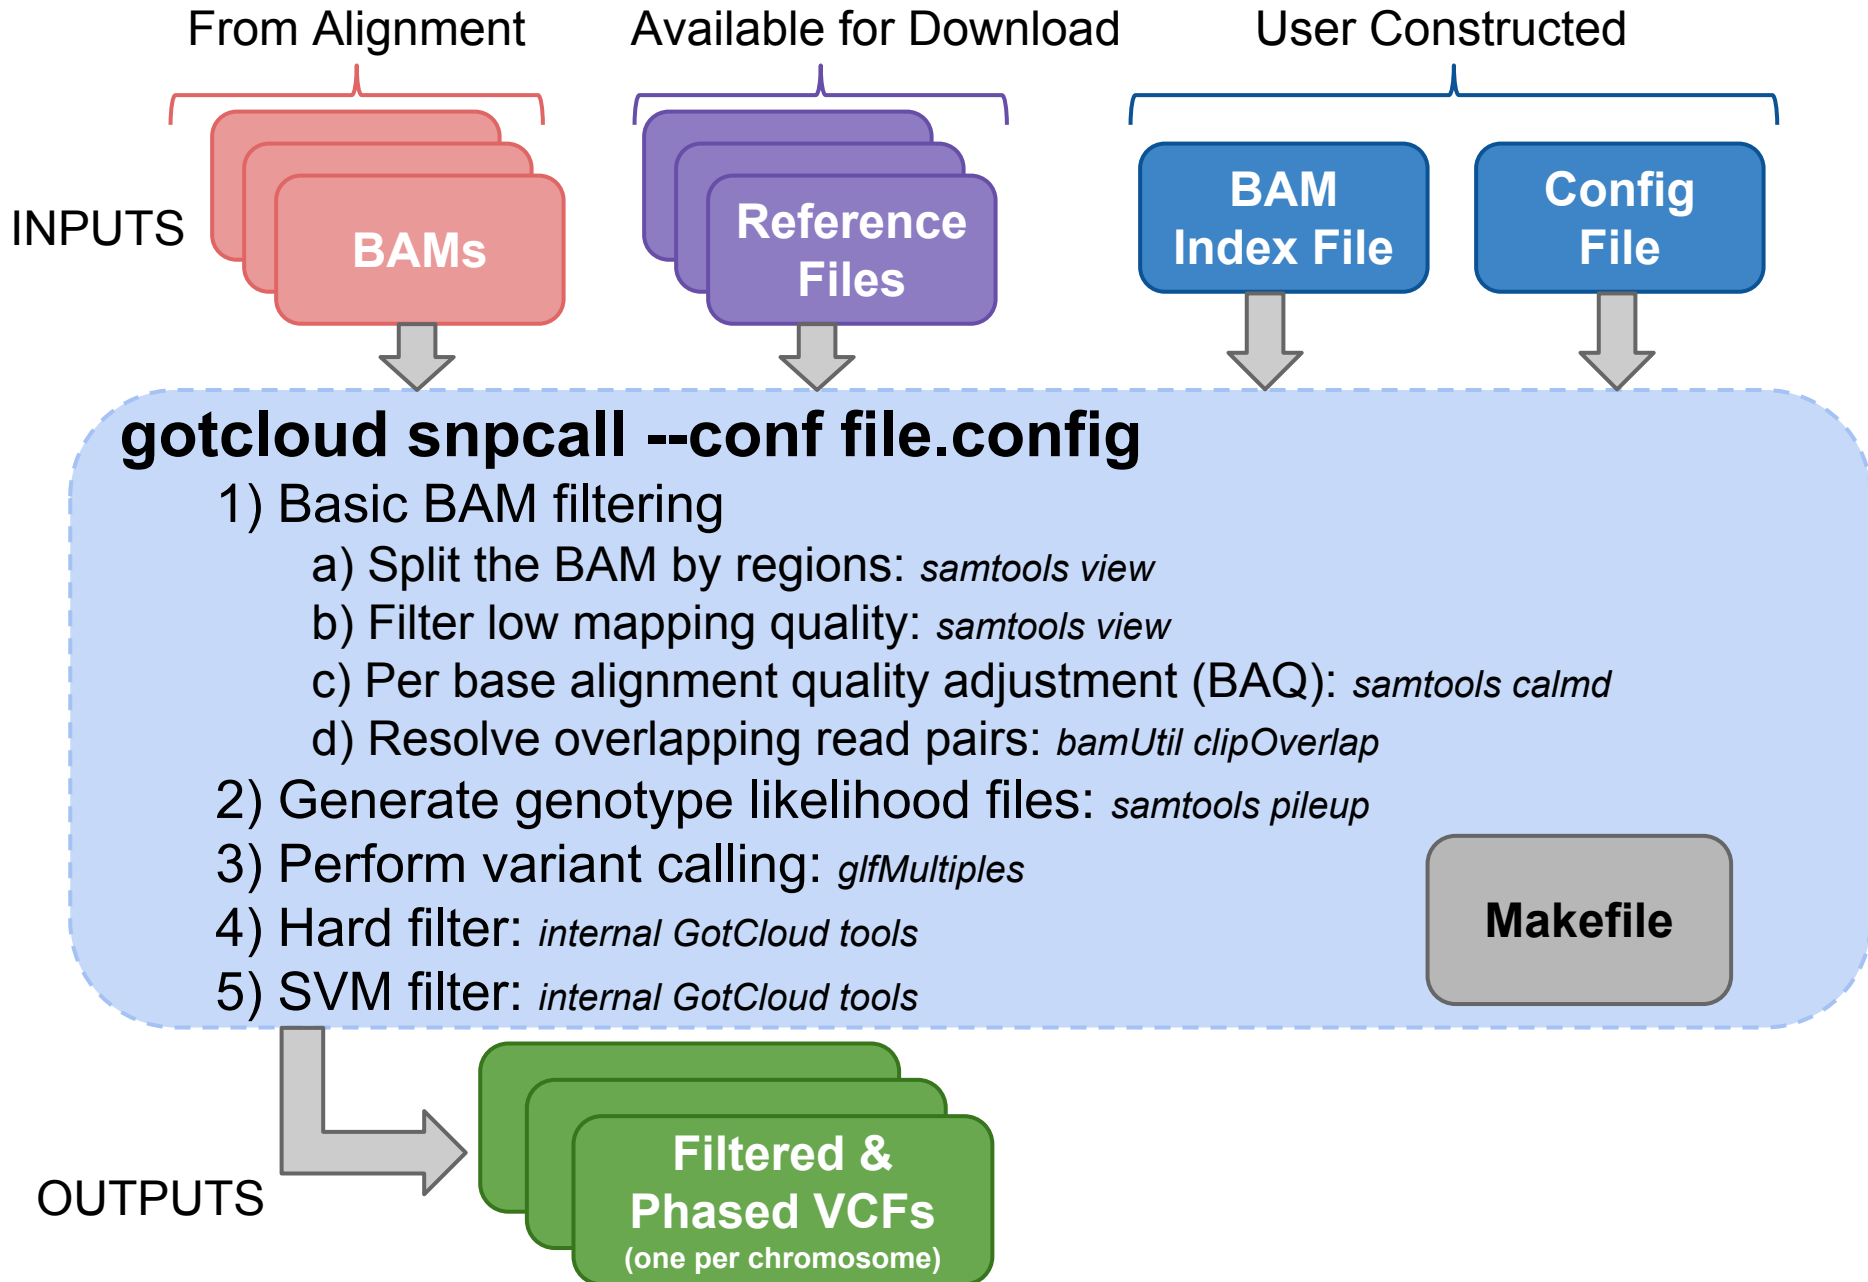 From Alignment
Available for Download
User Constructed
INPUTS
BAMs
Reference
Files
BAM
Index File
Config
File
gotcloud snpcall --conf file.config
1) Basic BAM filtering
a) Split the BAM by regions: samtools view
b) Filter low mapping quality: samtools view
c) Per base alignment quality adjustment (BAQ): samtools calmd
d) Resolve overlapping read pairs: bamUtil clipOverlap
2) Generate genotype likelihood files: samtools pileup
3) Perform variant calling: glfMultiples
4) Hard filter: internal GotCloud tools
5) SVM filter: internal GotCloud tools
Makefile
OUTPUTS
Filtered &
Phased VCFs
(one per chromosome)